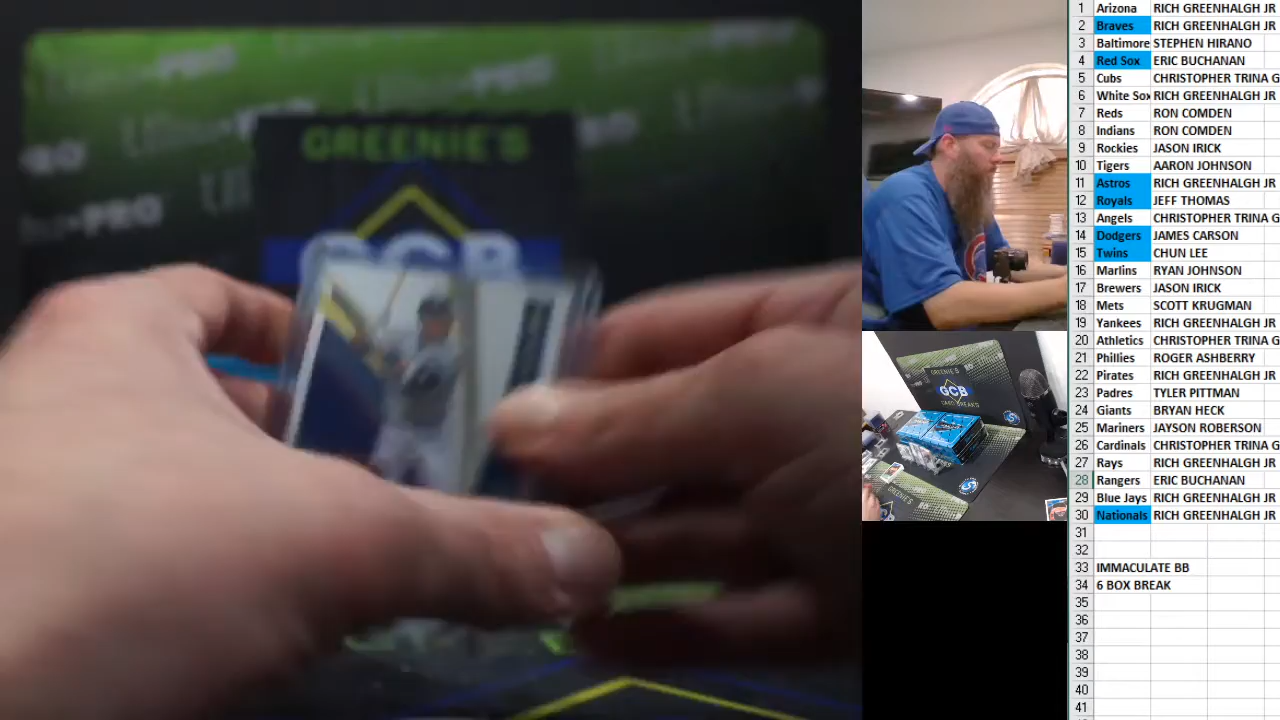 PRO
PRO
GREENIE'S
PRO
GREENIE'S
GCB
CARD BREAKS
GREENIE'S
1 Arizona RICH GREENHALGH JR
2 Braves RICH GREENHALGH JR
3 Baltimore STEPHEN HIRANO
4 Red Sox ERIC BUCHANAN
5 Cubs CHRISTOPHER TRINA G
6 White Sox RICH GREENHALGH JR
7 Reds RON COMDEN
8 Indians RON COMDEN
9 Rockies JASON IRICK
10 Tigers AARON JOHNSON
11 Astros RICH GREENHALGH JR
12 Royals JEFF THOMAS
13 Angels CHRISTOPHER TRINA G
14 Dodgers JAMES CARSON
15 Twins CHUN LEE
16 Marlins RYAN JOHNSON
17 Brewers JASON IRICK
18 Mets SCOTT KRUGMAN
19 Yankees RICH GREENHALGH JR
20 Athletics CHRISTOPHER TRINA G
21 Phillies ROGER ASHBERRY
22 Pirates RICH GREENHALGH JR
23 Padres TYLER PITTMAN
24 Giants BRYAN HECK
25 Mariners JAYSON ROBERSON
26 Cardinals CHRISTOPHER TRINA G
27 Rays RICH GREENHALGH JR
28 Rangers ERIC BUCHANAN
29 Blue Jays RICH GREENHALGH JR
30 Nationals RICH GREENHALGH JR
31
32
33 IMMACULATE BB
34 6 BOX BREAK
35
36
37
38
39
40
41